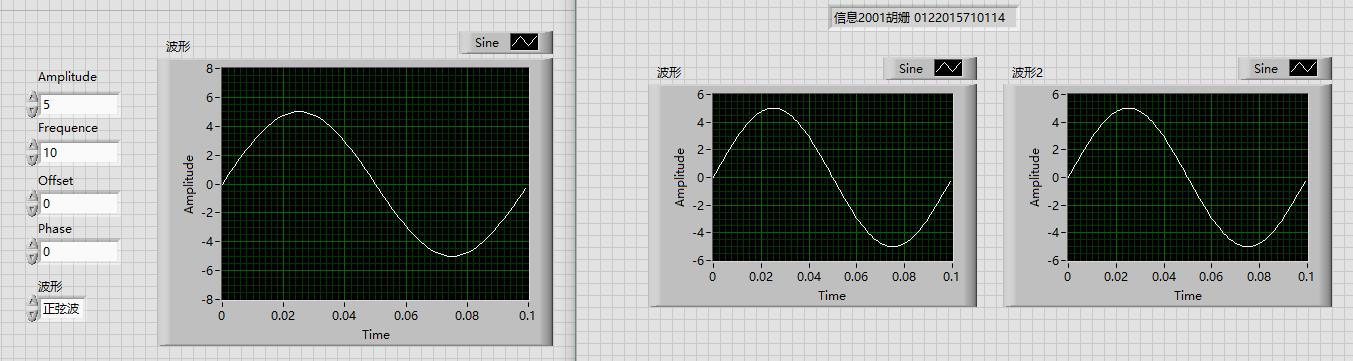 信息2001胡姗 0122015710114
波形
Sine
Amplitude
5
Frequence
10
Offset
0
Phase
0
波形
正弦波
Amplitude
8
6
4
2
0
-2
-4
-6
-8
0 0.02 0.04 0.06 0.08 0.1
Time
波形
Sine
Amplitude
6
4
2
0
-2
-4
-6
0 0.02 0.04 0.06 0.08 0.1
Time
波形2
Sine
Amplitude
6
4
2
0
-2
-4
-6
0 0.02 0.04 0.06 0.08 0.1
Time